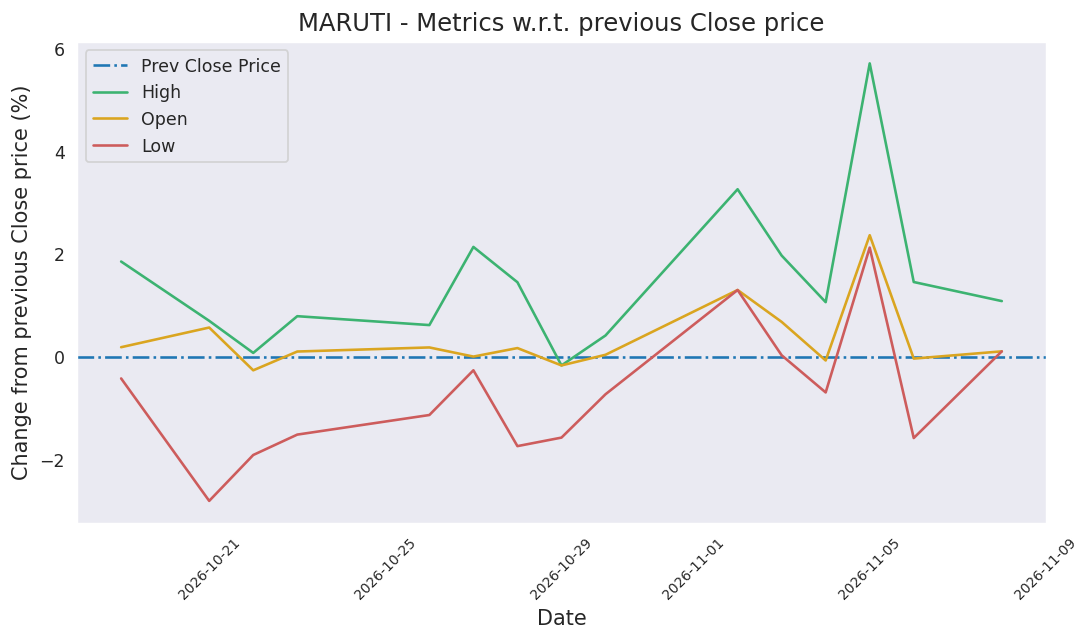 MARUTI - Metrics w.r.t. previous Close price
Change from previous Close price (%)
6
4
2
0
−2
Prev Close Price
High
Open
Low
2026-10-21
2026-10-25
2026-10-29
2026-11-01
2026-11-05
2026-11-09
Date